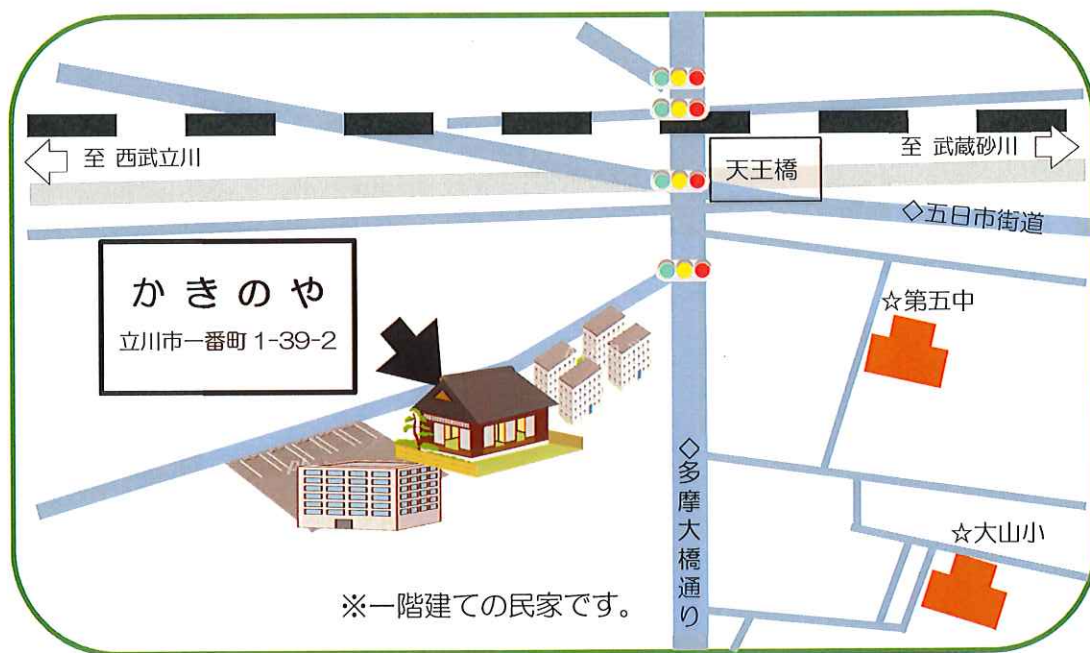 至 西武立川
至 武蔵砂川
天王橋
◇五日市街道
かきのや
立川市一番町1-39-2
☆第五中
◇多摩大橋通り
☆大山小
※一階建ての民家です。